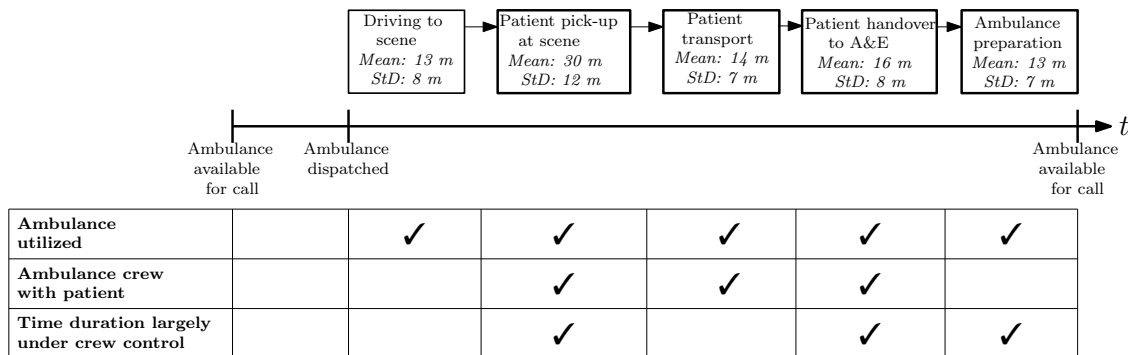 Driving to
scene
Mean: 13 m
StD: 8 m
Patient pick-up
at scene
Mean: 30 m
StD: 12 m
Patient
transport
Mean: 14 m
StD: 7 m
Patient handover
to A&E
Mean: 16 m
StD: 8 m
Ambulance
preparation
Mean: 13 m
StD: 7 m
t
Ambulance
available
for call
Ambulance
dispatched
Ambulance
available
for call
Ambulance
utilized
✓ ✓ ✓ ✓ ✓
Ambulance crew
with patient
✓ ✓ ✓
Time duration largely
under crew control
✓ ✓ ✓